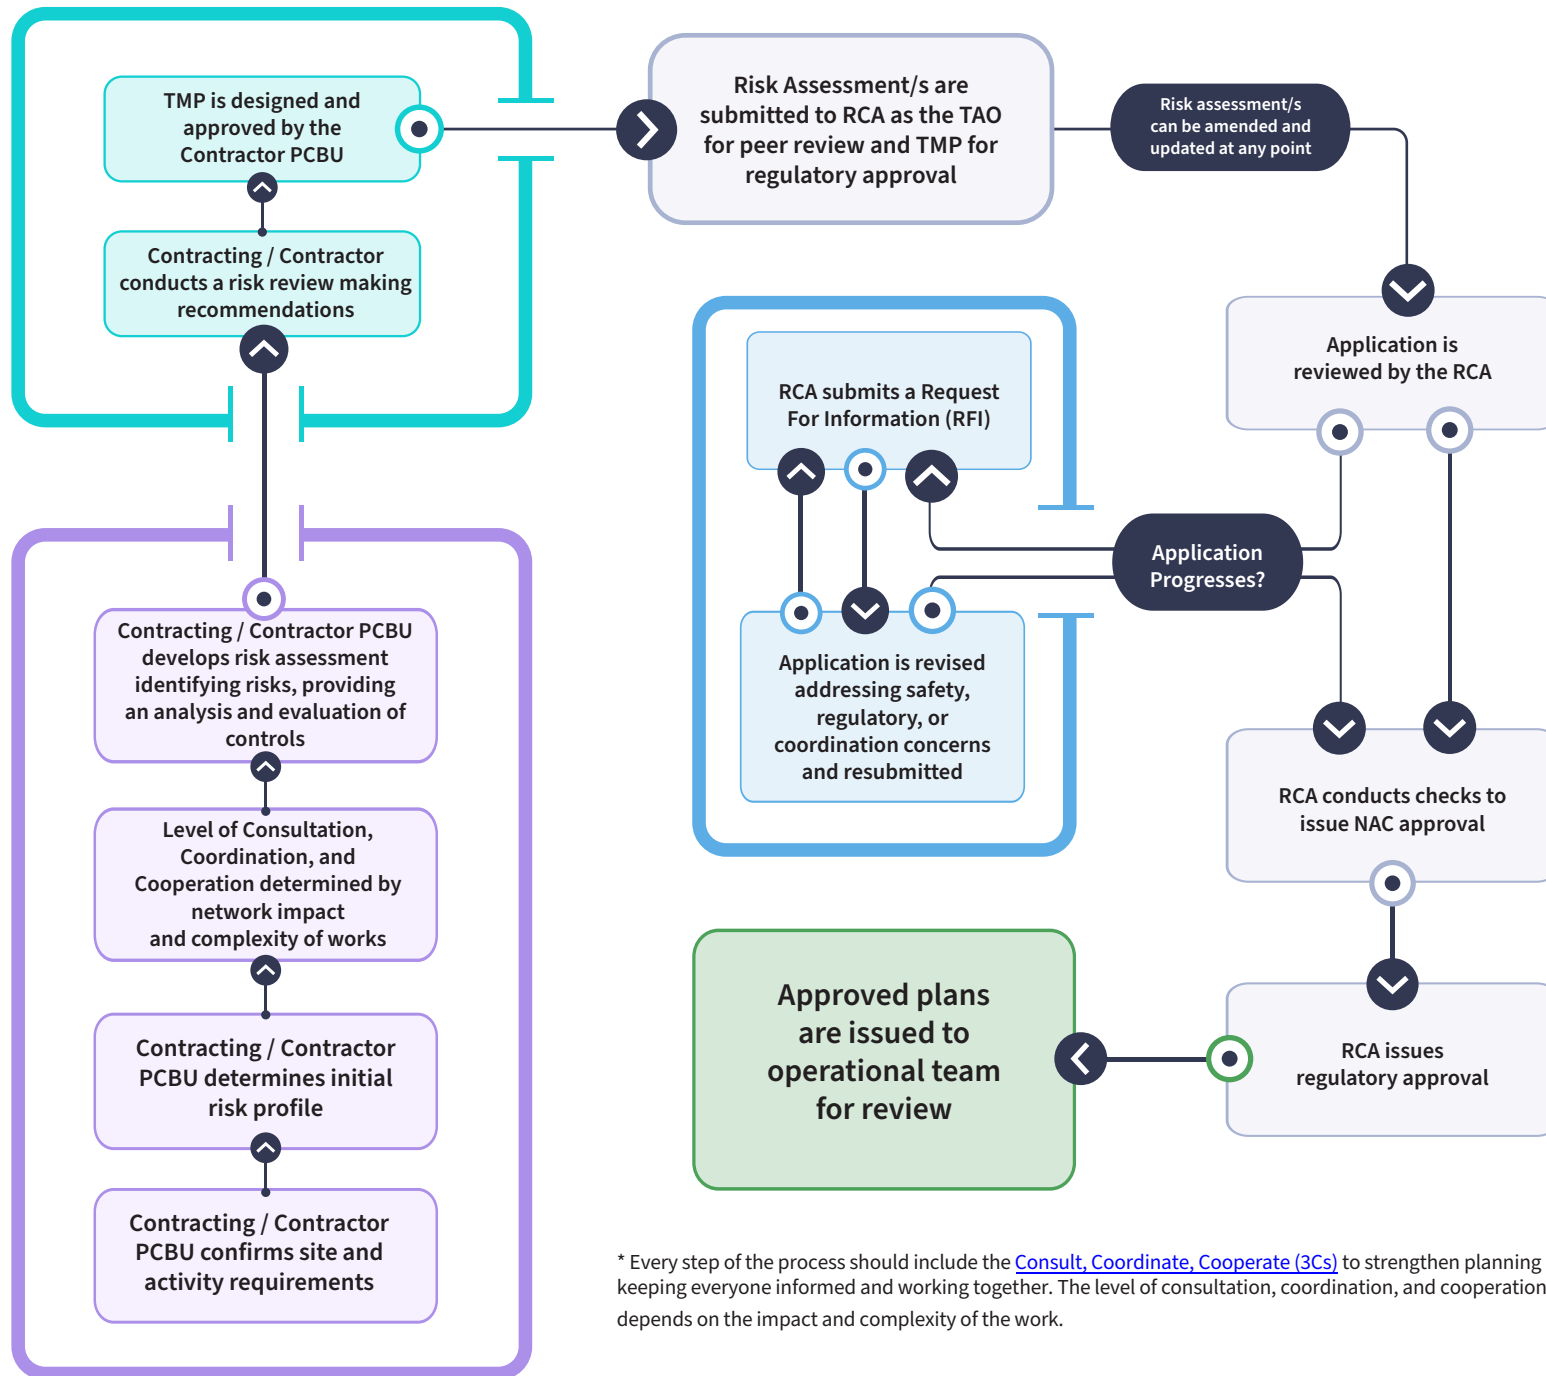 TMP is designed and
approved by the
Contractor PCBU
Contracting / Contractor
conducts a risk review making
recommendations
Risk Assessment/s are
submitted to RCA as the TAO
for peer review and TMP for
regulatory approval
Risk assessment/s
can be amended and
updated at any point
Application is
reviewed by the RCA
RCA submits a Request
For Information (RFI)
Application
Progresses?
Application is revised
addressing safety,
regulatory, or
coordination concerns
and resubmitted
Contracting / Contractor PCBU
develops risk assessment
identifying risks, providing
an analysis and evaluation of
controls
Level of Consultation,
Coordination, and
Cooperation determined by
network impact
and complexity of works
Contracting / Contractor
PCBU determines initial
risk profile
Contracting / Contractor
PCBU confirms site and
activity requirements
RCA conducts checks to
issue NAC approval
RCA issues
regulatory approval
Approved plans
are issued to
operational team
for review
* Every step of the process should include the Consult, Coordinate, Cooperate (3Cs) to strengthen planning
keeping everyone informed and working together. The level of consultation, coordination, and cooperation
depends on the impact and complexity of the work.